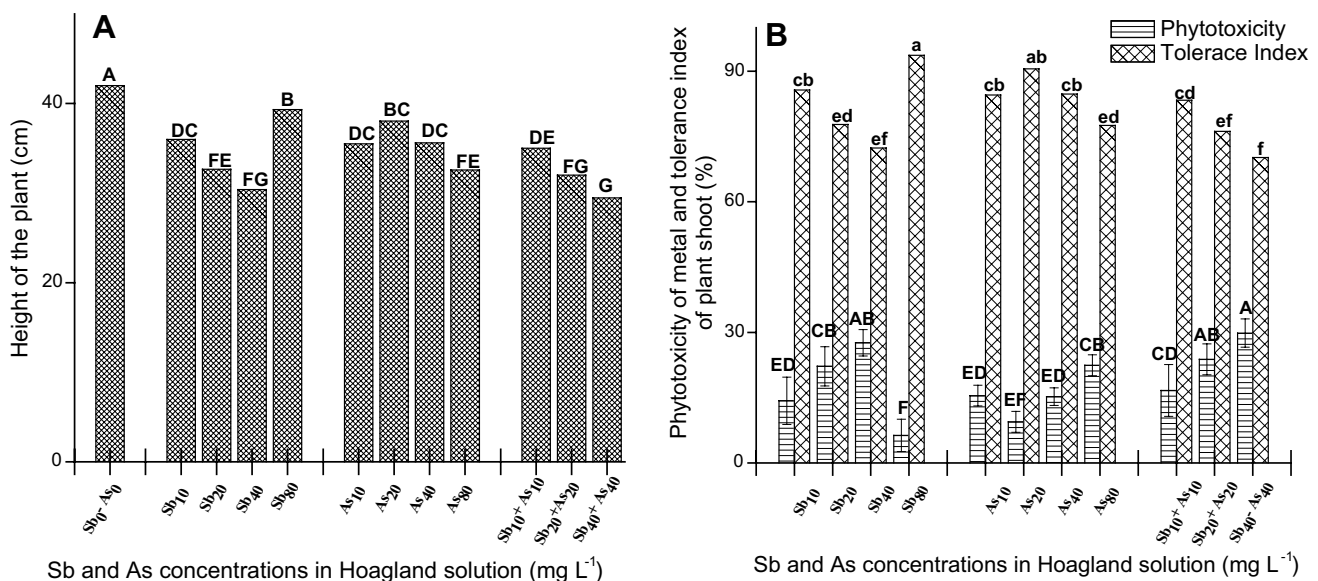 A
Height of the plant (cm)
40
20
0
A
DC
FE
FG
B
DC
BC
DC
FE
DE
FG
G
Sb0- As0
Sb10
Sb20
Sb40
Sb80
As10
As20
As40
As80
Sb10+ As10
Sb20+As20
Sb40+ As40
Sb and As concentrations in Hoagland solution (mg L-1)
B
Phytotoxicity
Tolerace Index
Phytotoxicity of metal and tolerance index
of plant shoot (%)
90
60
30
0
ED
cb
CB
ed
AB
ef
F
a
ED
cb
EF
ab
ED
cb
CB
ed
CD
cd
AB
ef
A
f
Sb10
Sb20
Sb40
Sb80
As10
As20
As40
As80
Sb10+ As10
Sb20+ As20
Sb40- As40
Sb and As concentrations in Hoagland solution (mg L-1)